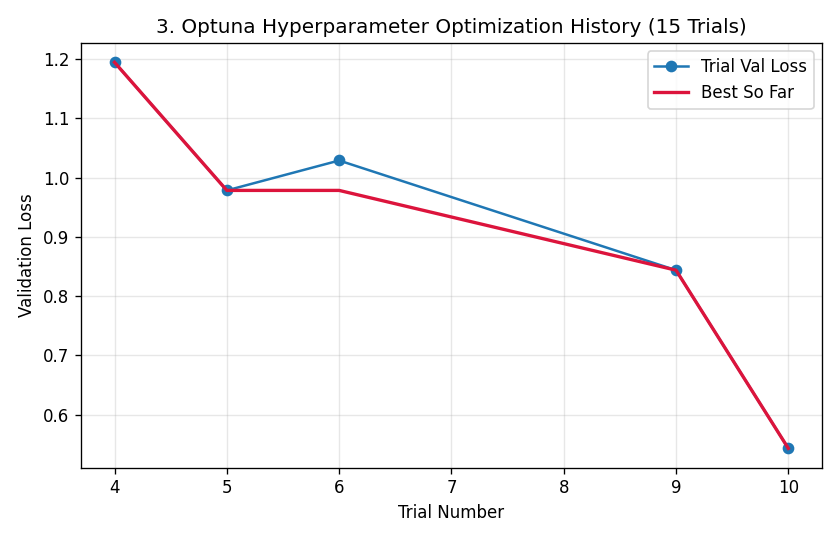 3. Optuna Hyperparameter Optimization History (15 Trials)
Trial Val Loss
Best So Far
Validation Loss
1.2
1.1
1.0
0.9
0.8
0.7
0.6
4 5 6 7 8 9 10
Trial Number